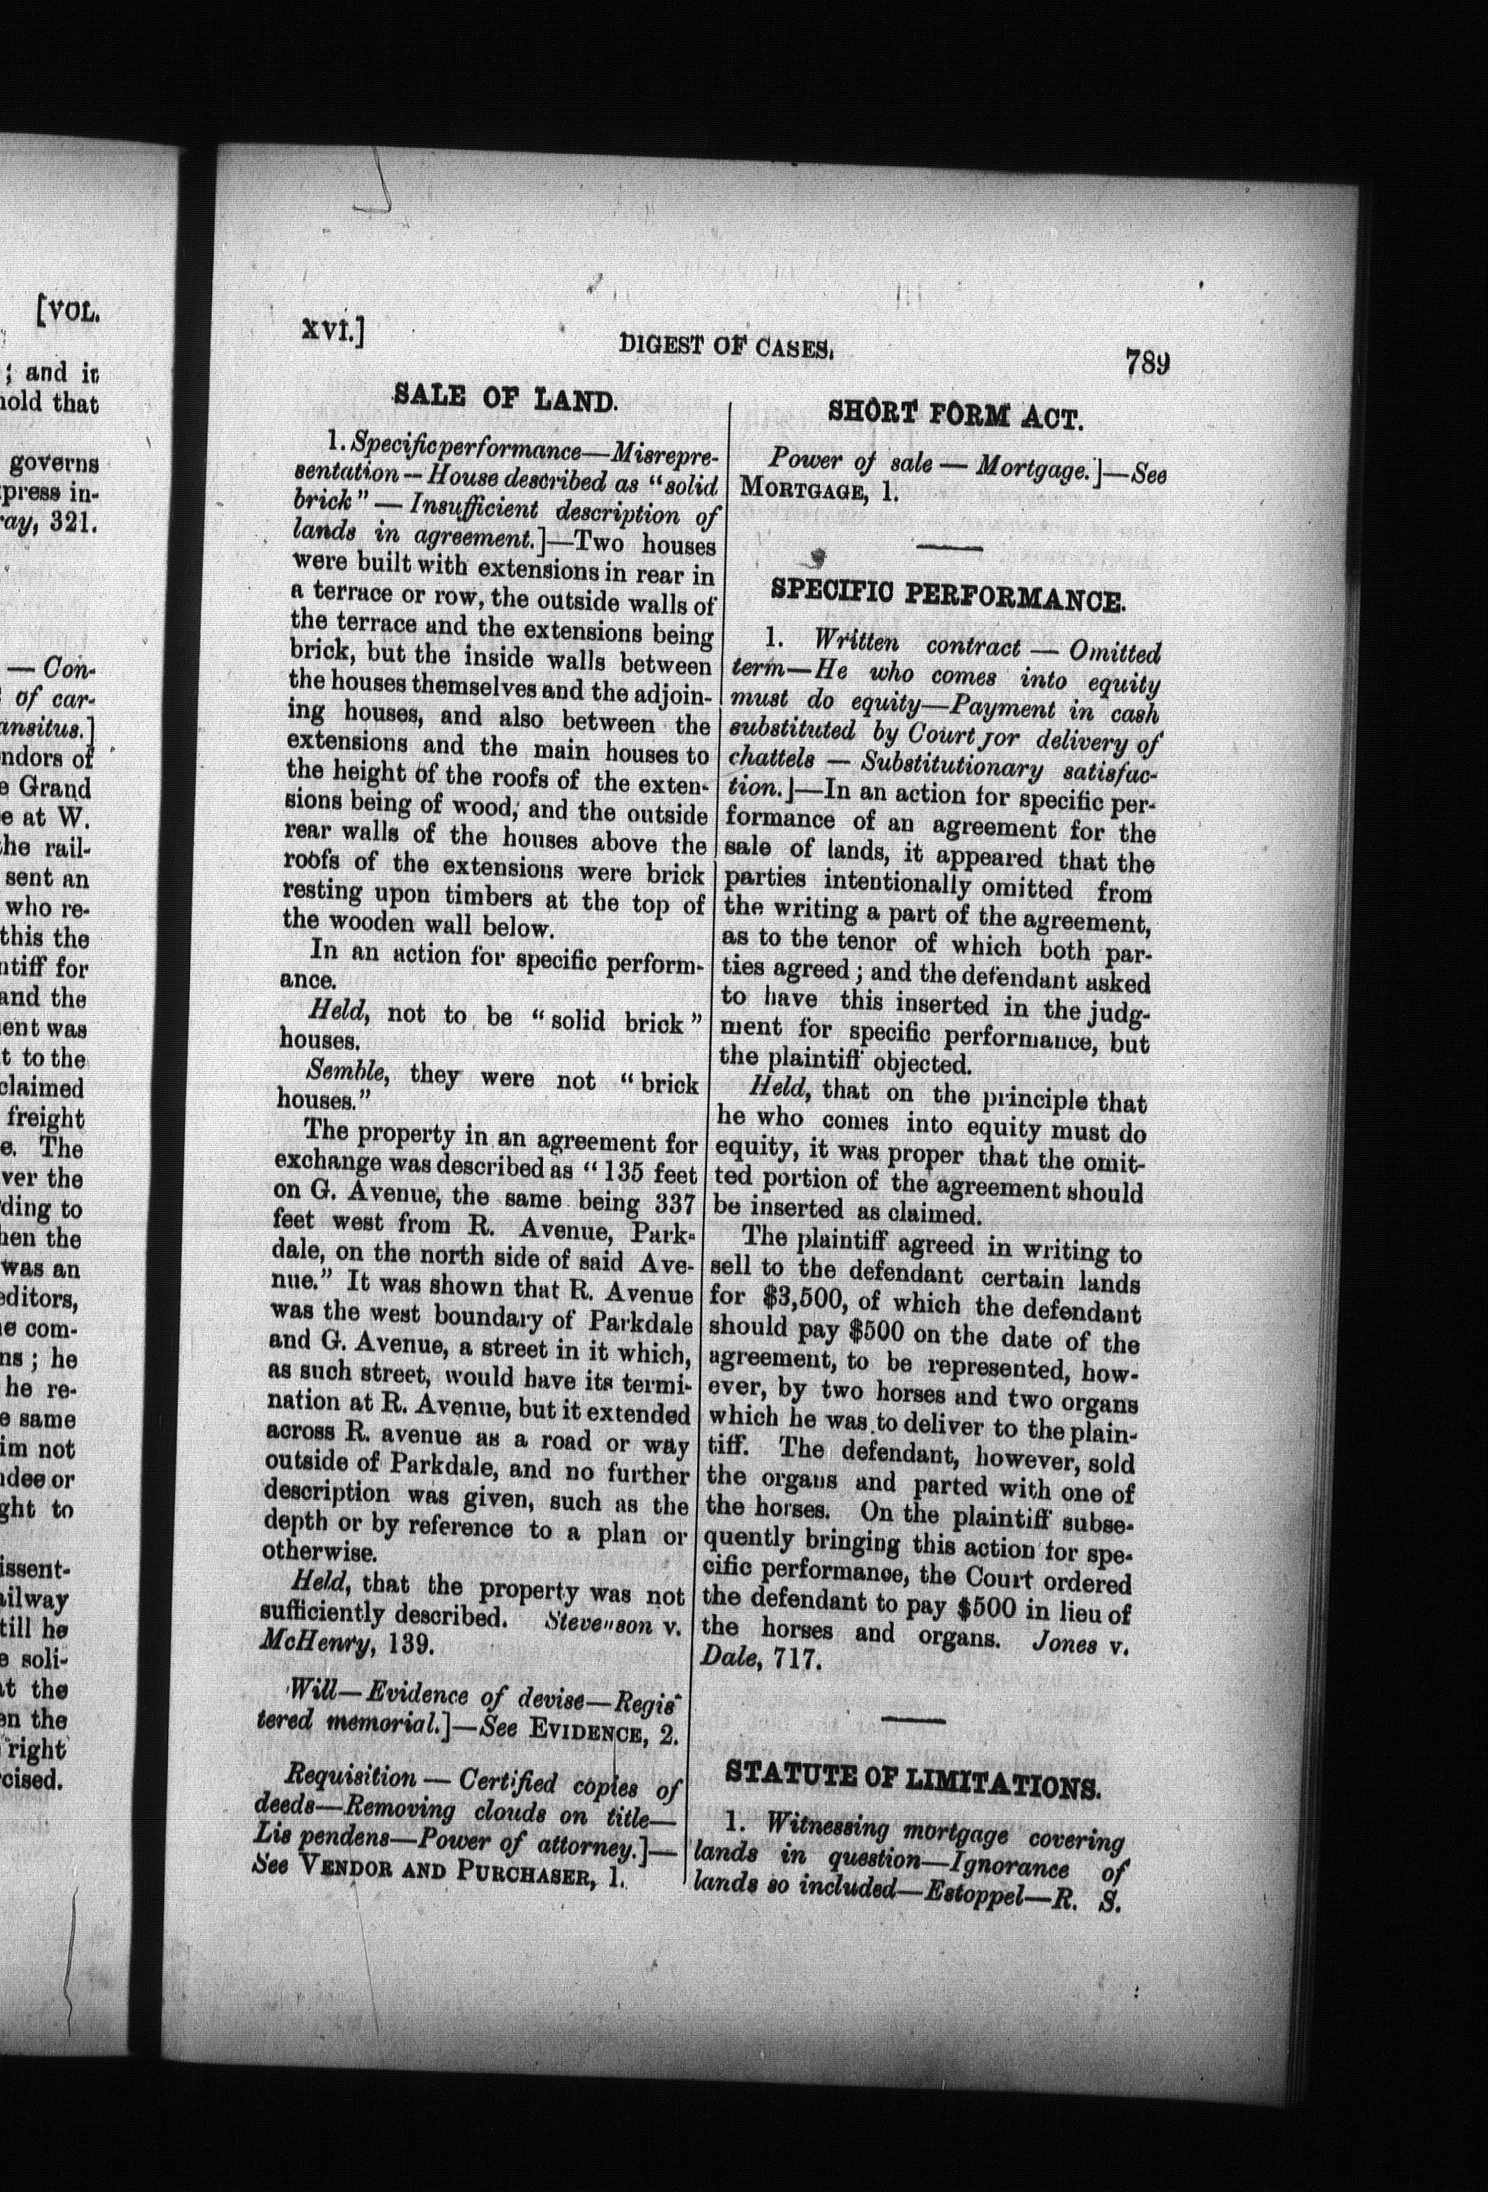 [VOL.
; and it
hold that
governs
press in-
ray, 321.
— Con-
of car-
ansitus.]
ndors of
e Grand
e at W.
the rail-
sent an
who re-
this the
ntiff for
and the
ent was
t to the
claimed
freight
e. The
ver the
ding to
hen the
was an
editors,
he com-
ns; he
he re-
e same
im not
ndee or
ght to
issent-
ailway
till he
e soli-
at the
en the
right
cised.
XVI.]
DIGEST OF CASES.
789
SALE OF LAND.
1. Specific performance—Misrepre-
sentation — House described as "solid
brick" — Insufficient description of
lands in agreement.]—Two houses
were built with extensions in rear in
a terrace or row, the outside walls of
the terrace and the extensions being
brick, but the inside walls between
the houses themselves and the adjoin-
ing houses, and also between the
extensions and the main houses to
the height of the roofs of the exten-
sions being of wood, and the outside
rear walls of the houses above the
roofs of the extensions were brick
resting upon timbers at the top of
the wooden wall below.
In an action for specific perform-
ance.
Held, not to be "solid brick"
houses.
Semble, they were not "brick
houses."
The property in an agreement for
exchange was described as "135 feet
on G. Avenue, the same being 337
feet west from R. Avenue, Park-
dale, on the north side of said Ave-
nue." It was shown that R. Avenue
was the west boundary of Parkdale
and G. Avenue, a street in it which,
as such street, would have its termi-
nation at R. Avenue, but it extended
across R. avenue as a road or way
outside of Parkdale, and no further
description was given, such as the
depth or by reference to a plan or
otherwise.
Held, that the property was not
sufficiently described. Stevenson v.
McHenry, 139.
Will—Evidence of devise—Regis-
tered memorial.]—See EVIDENCE, 2.
Requisition — Certified copies of
deeds—Removing clouds on title—
Lis pendens—Power of attorney.]—
See VENDOR AND PURCHASER, 1.
SHORT FORM ACT.
Power of sale — Mortgage.]—See
MORTGAGE, 1.
SPECIFIC PERFORMANCE.
1. Written contract — Omitted
term—He who comes into equity
must do equity—Payment in cash
substituted by Court for delivery of
chattels — Substitutionary satisfac-
tion.]—In an action for specific per-
formance of an agreement for the
sale of lands, it appeared that the
parties intentionally omitted from
the writing a part of the agreement,
as to the tenor of which both par-
ties agreed; and the defendant asked
to have this inserted in the judg-
ment for specific performance, but
the plaintiff objected.
Held, that on the principle that
he who comes into equity must do
equity, it was proper that the omit-
ted portion of the agreement should
be inserted as claimed.
The plaintiff agreed in writing to
sell to the defendant certain lands
for $3,500, of which the defendant
should pay $500 on the date of the
agreement, to be represented, how-
ever, by two horses and two organs
which he was to deliver to the plain-
tiff. The defendant, however, sold
the organs and parted with one of
the horses. On the plaintiff subse-
quently bringing this action for spe-
cific performance, the Court ordered
the defendant to pay $500 in lieu of
the horses and organs. Jones v.
Dale, 717.
STATUTE OF LIMITATIONS.
1. Witnessing mortgage covering
lands in question—Ignorance of
lands so included—Estoppel—R. S.